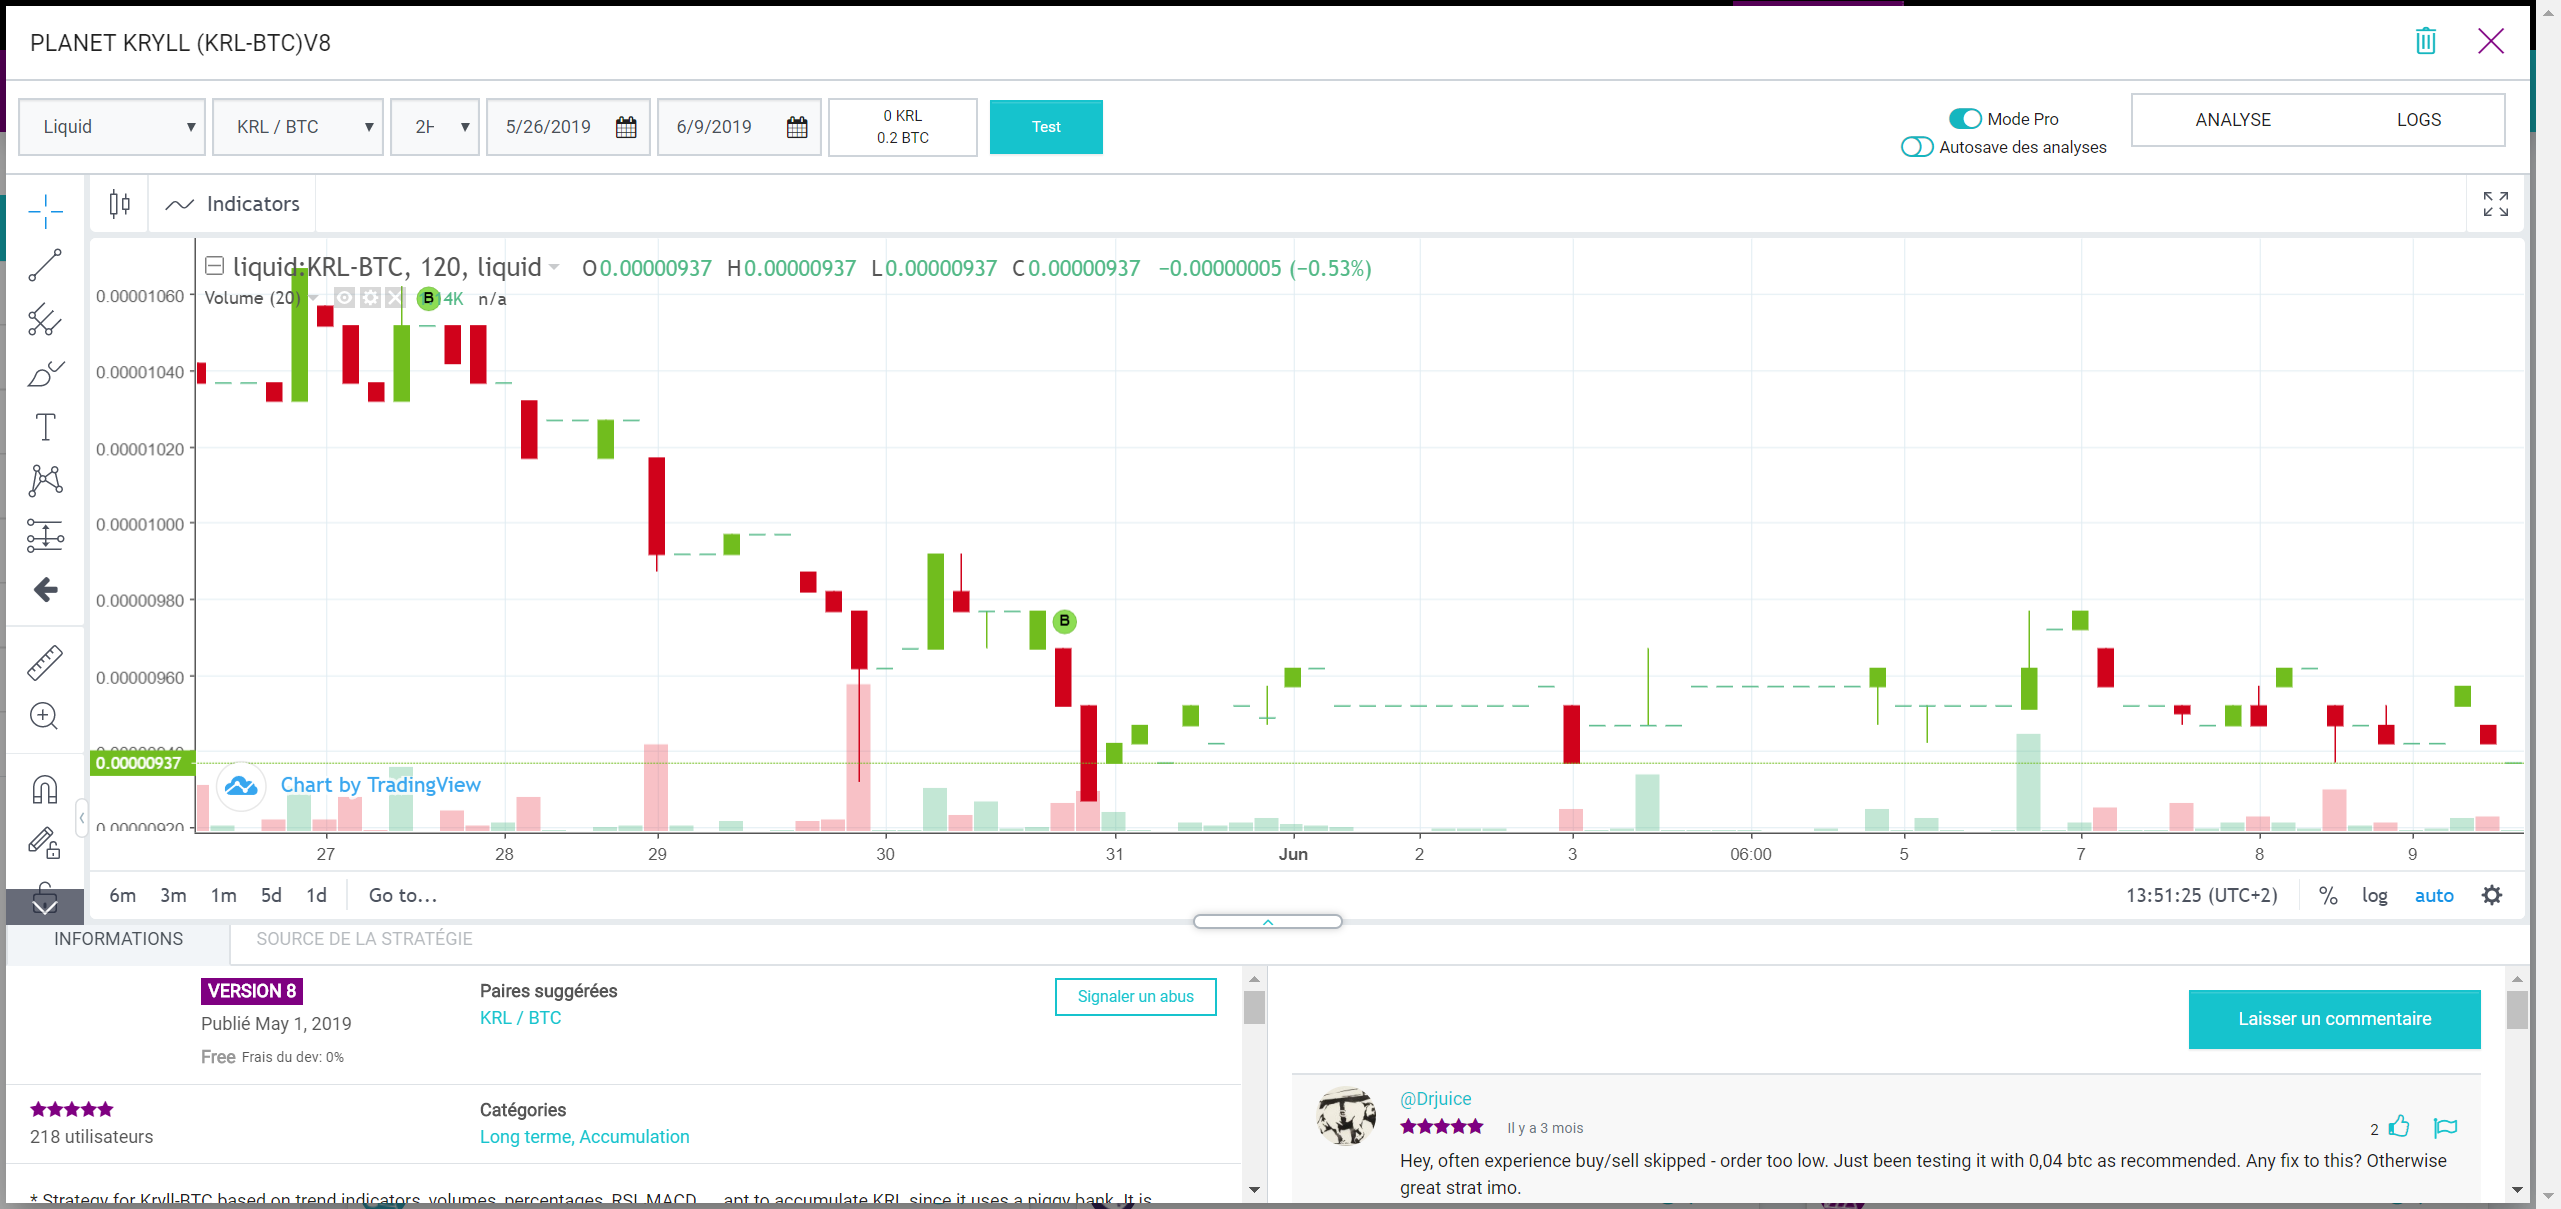 PLANET KRYLL (KRL-BTC)V8
Liquid
KRL / BTC
5/26/2019
6/9/2019
0 KRL
0.2 BTC
Test
Mode Pro
Autosave des analyses
ANALYSE
LOGS
Indicators
liquid:KRL-BTC, 120, liquid
O0.00000937 H0.00000937 L0.00000937 C0.00000937 −0.00000005 (−0.53%)
Volume (20)
B
14K n/a
0.00001060
0.00001040
0.00001020
0.00001000
0.00000980
B
0.00000960
0.00000940
0.00000937
0.00000920
Chart by TradingView
27 28 29 30 31 Jun 2 3 06:00 5 7 8 9
6m 3m 1m 5d 1d Go to...
13:51:25 (UTC+2) % log auto
INFORMATIONS
SOURCE DE LA STRATÉGIE
VERSION 8
Publié May 1, 2019
Free Frais du dev: 0%
Paires suggérées
KRL / BTC
Signaler un abus
218 utilisateurs
Catégories
Long terme, Accumulation
* Strategy for Kryll-BTC based on trend indicators, volumes, percentages, RSI, MACD apt to accumulate KRL since it uses a piggy bank. It is
Laisser un commentaire
@Drjuice
Il y a 3 mois
2
Hey, often experience buy/sell skipped - order too low. Just been testing it with 0,04 btc as recommended. Any fix to this? Otherwise
great strat imo.